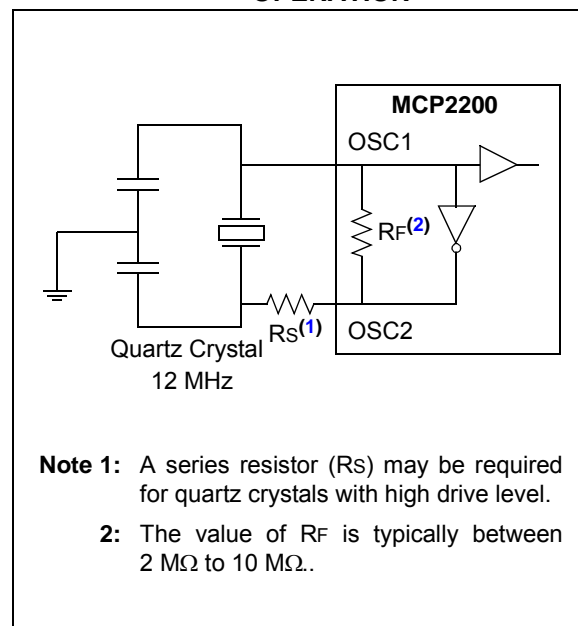 MCP2200
OSC1
RF(2)
RS(1)
OSC2
Quartz Crystal
12 MHz
Note 1: A series resistor (RS) may be required
for quartz crystals with high drive level.
2: The value of RF is typically between
2 MΩ to 10 MΩ..